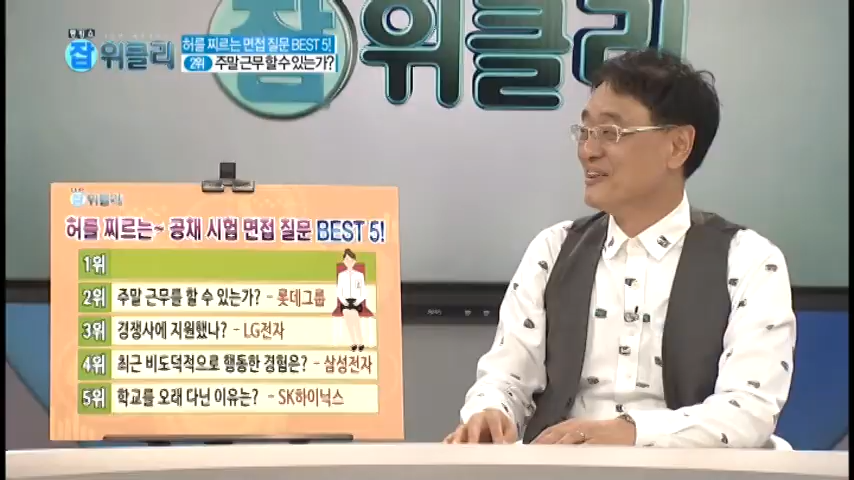 잡 위클리
허를 찌르는 면접 질문 BEST 5!
2위 주말 근무 할 수 있는가?
잡 위클리
잡 위클리
허를 찌르는~ 공채 시험 면접 질문 BEST 5!
1위
2위 주말 근무를 할 수 있는가? - 롯데그룹
3위 경쟁사에 지원했나? - LG전자
4위 최근 비도덕적으로 행동한 경험은? - 삼성전자
5위 학교를 오래 다닌 이유는? - SK하이닉스